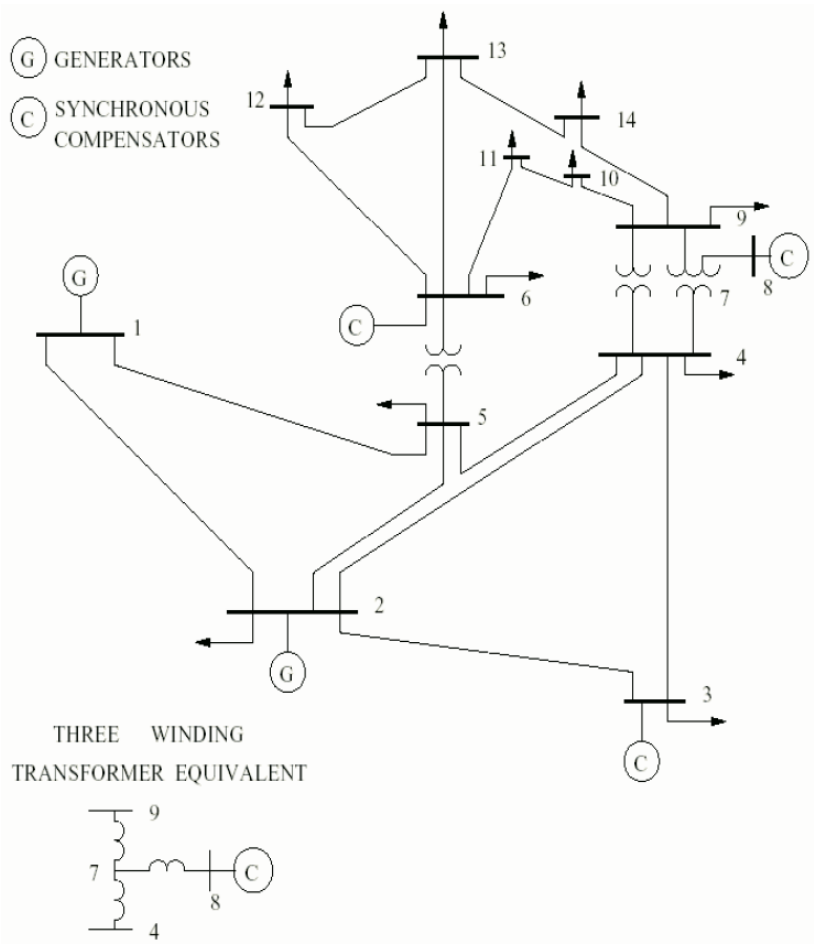 G GENERATORS
C SYNCHRONOUS
COMPENSATORS
13
12
14
11
10
9
C
8
7
G
1
C
6
4
5
2
G
3
C
THREE WINDING
TRANSFORMER EQUIVALENT
9
7
C
8
4